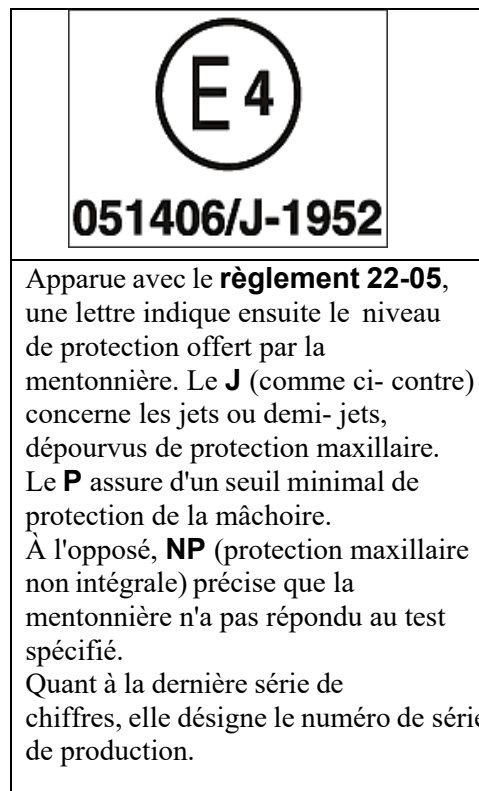 E 4
051406/J-1952
Apparue avec le règlement 22-05,
une lettre indique ensuite le niveau
de protection offert par la
mentonnière. Le J (comme ci- contre)
concerne les jets ou demi- jets,
dépourvus de protection maxillaire.
Le P assure d'un seuil minimal de
protection de la mâchoire.
À l'opposé, NP (protection maxillaire
non intégrale) précise que la
mentonnière n'a pas répondu au test
spécifié.
Quant à la dernière série de
chiffres, elle désigne le numéro de série
de production.